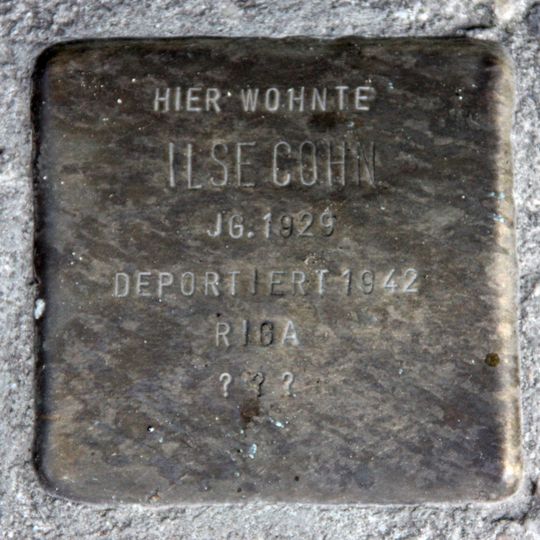 HIER WOHNTE
ILSE COHN
JG. 1929
DEPORTIERT 1942
RIGA
? ? ?